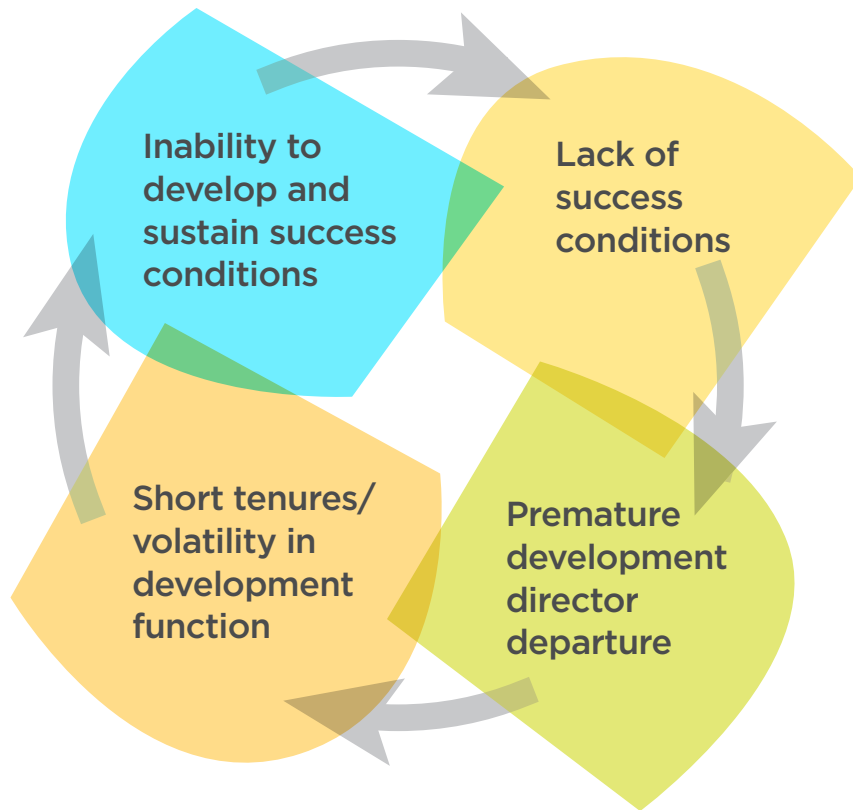 Inability to
develop and
sustain success
conditions
Lack of
success
conditions
Premature
development
director
departure
Short tenures/
volatility in
development
function